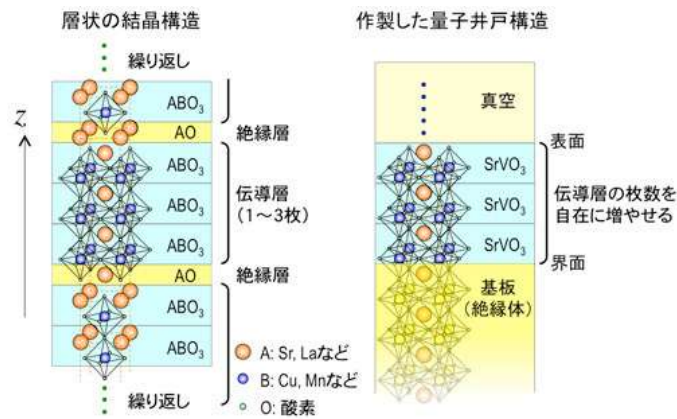 層状の結晶構造
繰り返し
z
ABO3
AO
絶縁層
ABO3
ABO3
ABO3
伝導層
(1~3枚)
AO
絶縁層
ABO3
ABO3
繰り返し
A: Sr, Laなど
B: Cu, Mnなど
O: 酸素
作製した量子井戸構造
真空
表面
SrVO3
SrVO3
SrVO3
伝導層の枚数を
自在に増やせる
界面
基板
(絶縁体)